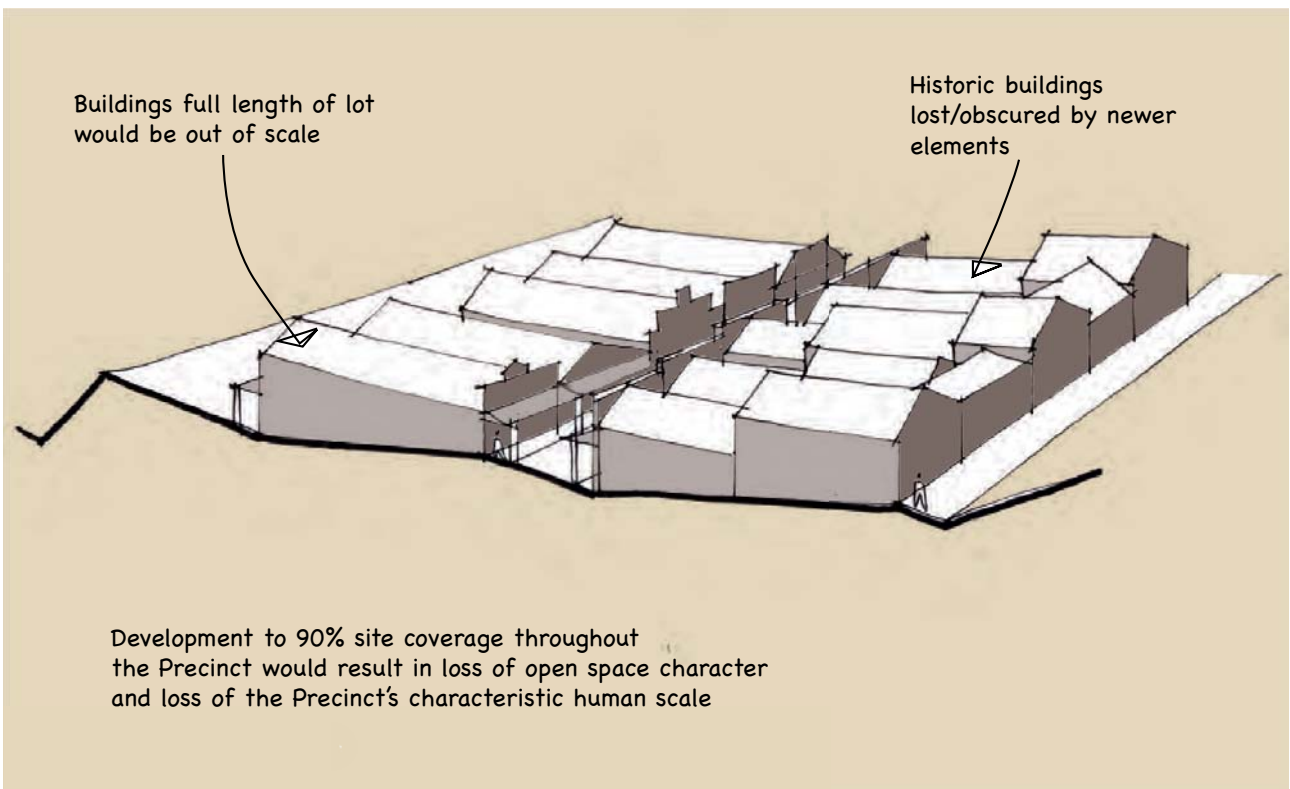 Buildings full length of lot
would be out of scale
Historic buildings
lost/obscured by newer
elements
Development to 90% site coverage throughout
the Precinct would result in loss of open space character
and loss of the Precinct's characteristic human scale